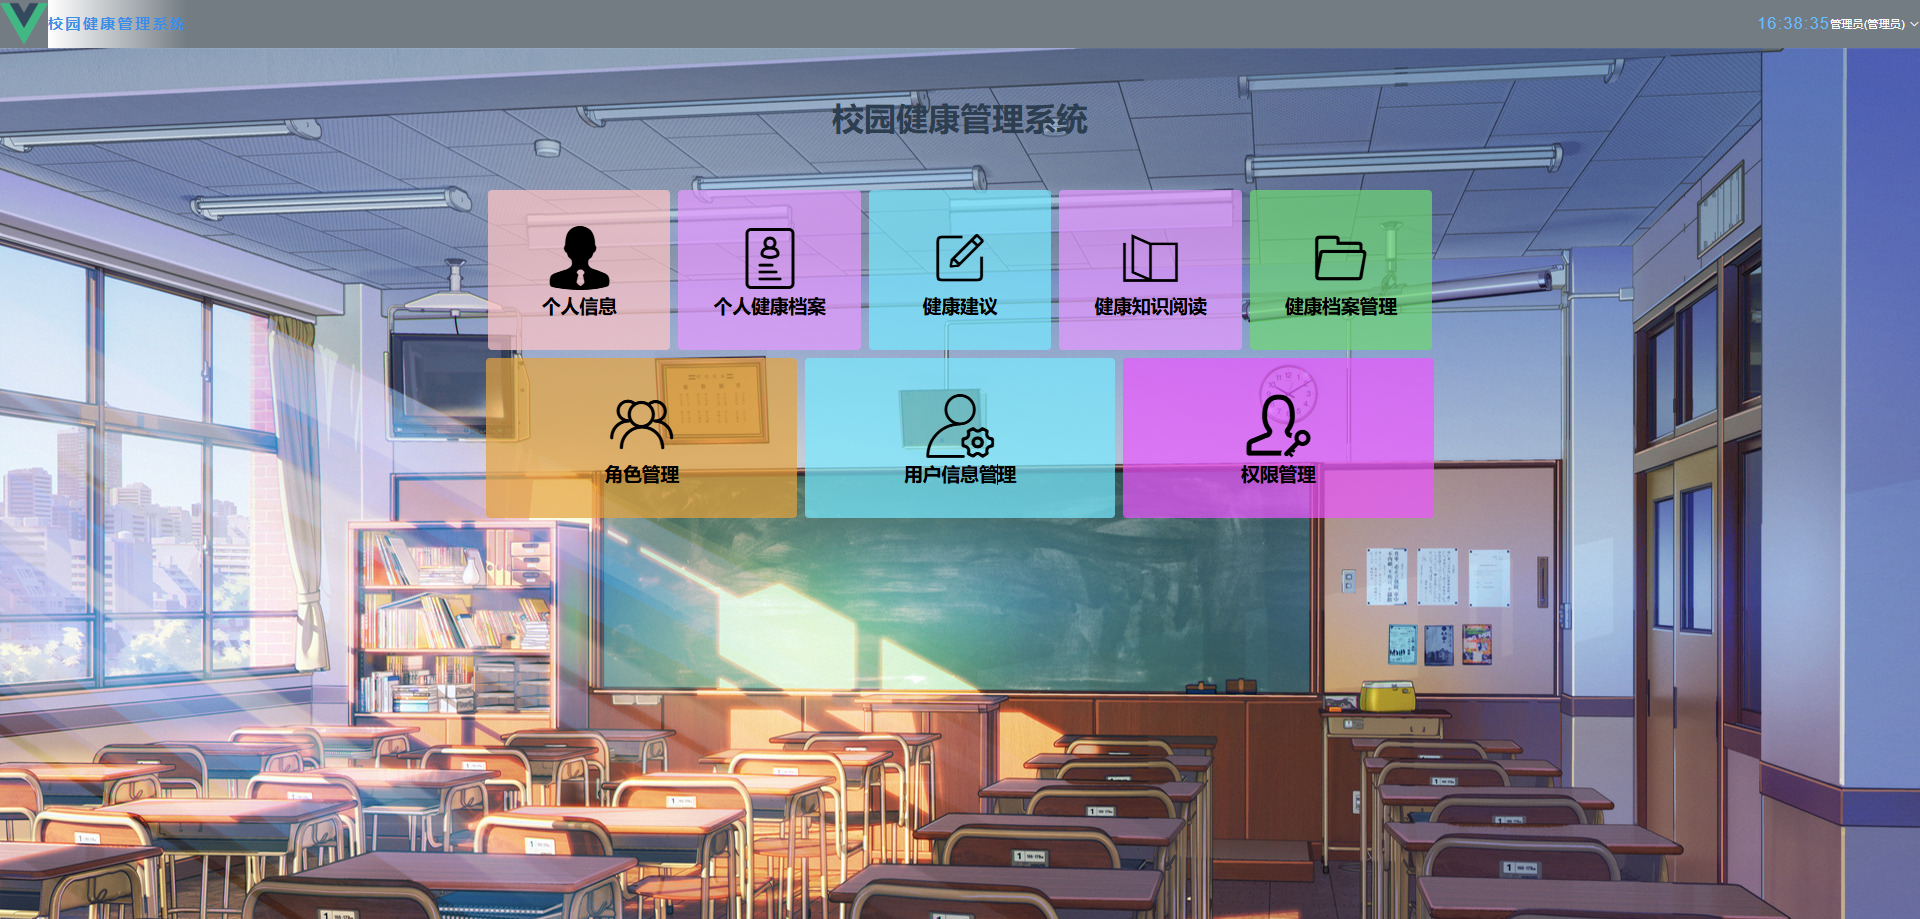 校园健康管理系统
16:38:35管理员(管理员)
校园健康管理系统
个人信息
个人健康档案
健康建议
健康知识阅读
健康档案管理
角色管理
用户信息管理
权限管理